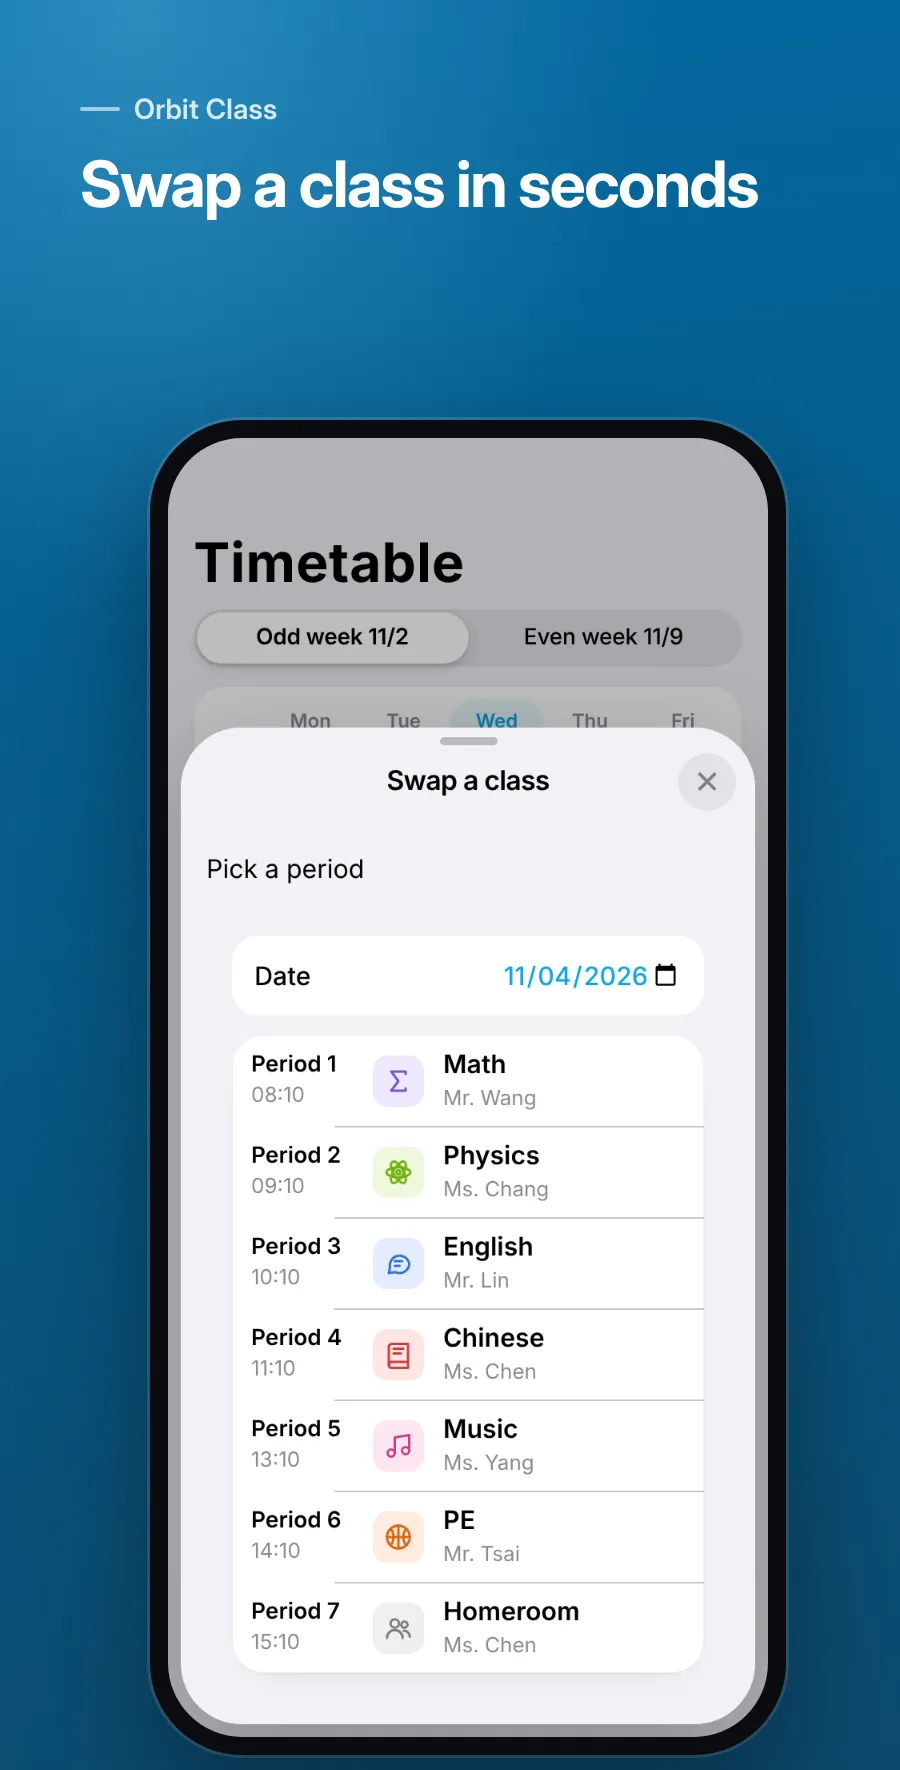 Orbit Class
Swap a class in seconds
Timetable
Odd week 11/2
Even week 11/9
Mon Tue Wed Thu Fri
Swap a class
Pick a period
Date 11/04/2026
Period 1 Math
08:10 Mr. Wang
Period 2 Physics
09:10 Ms. Chang
Period 3 English
10:10 Mr. Lin
Period 4 Chinese
11:10 Ms. Chen
Period 5 Music
13:10 Ms. Yang
Period 6 PE
14:10 Mr. Tsai
Period 7 Homeroom
15:10 Ms. Chen